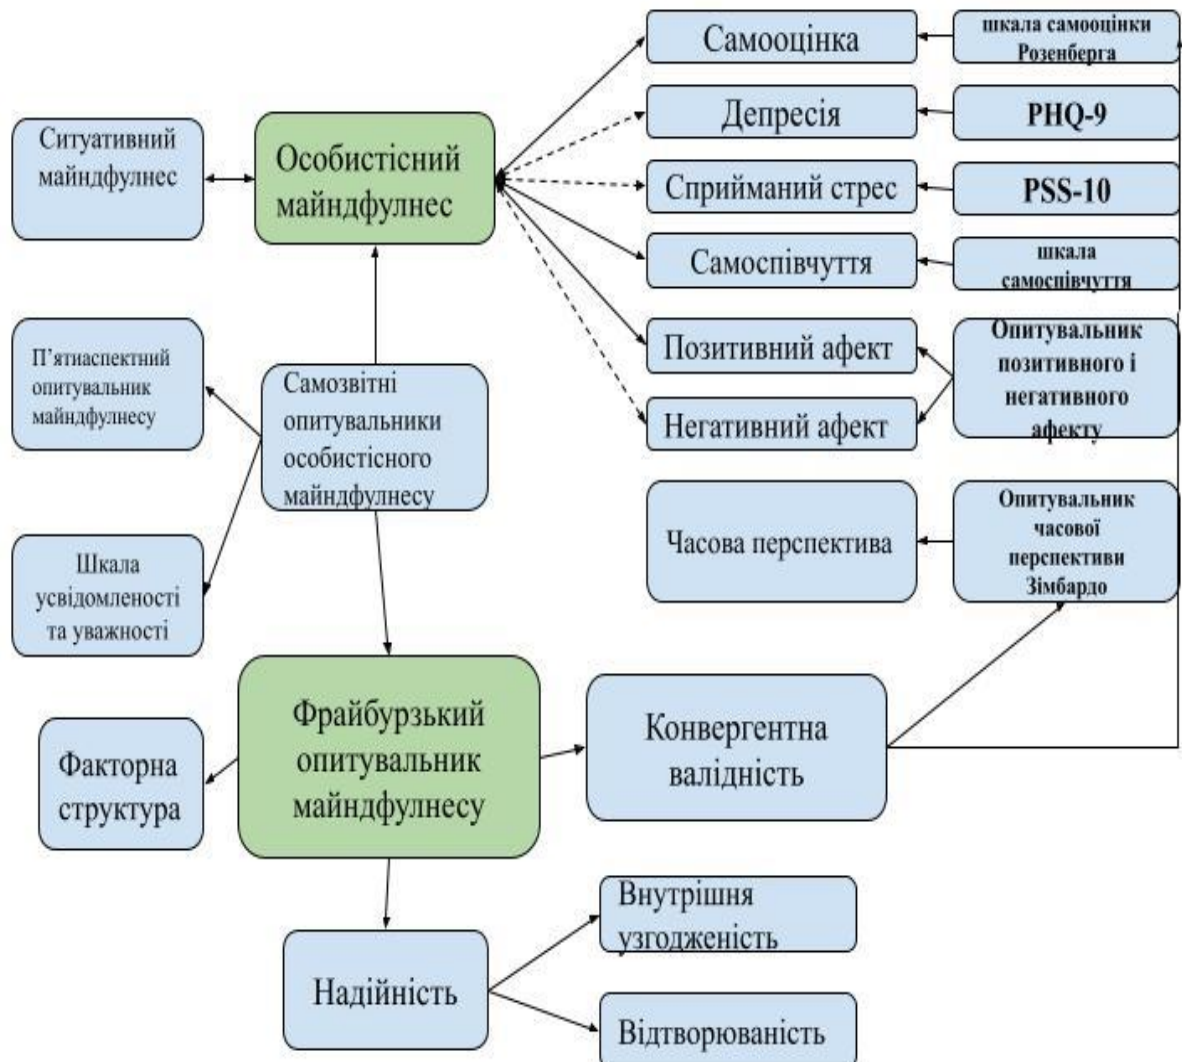 Самооцінка
шкала самооцінки
Розенберга
Ситуативний
майндфулнес
Особистісний
майндфулнес
Депресія
PHQ-9
Сприйманий стрес
PSS-10
Самоспівчуття
шкала
самоспівчуття
П’ятиаспектний
опитувальник
майндфулнесу
Самозвітні
опитувальники
особистісного
майндфулнесу
Позитивний афект
Негативний афект
Опитувальник
позитивного і
негативного
афекту
Часова перспектива
Опитувальник
часової
перспективи
Зімбардо
Шкала
усвідомленості
та уважності
Факторна
структура
Фрайбурзький
опитувальник
майндфулнесу
Конвергентна
валідність
Надійність
Внутрішня
узгодженість
Відтворюваність